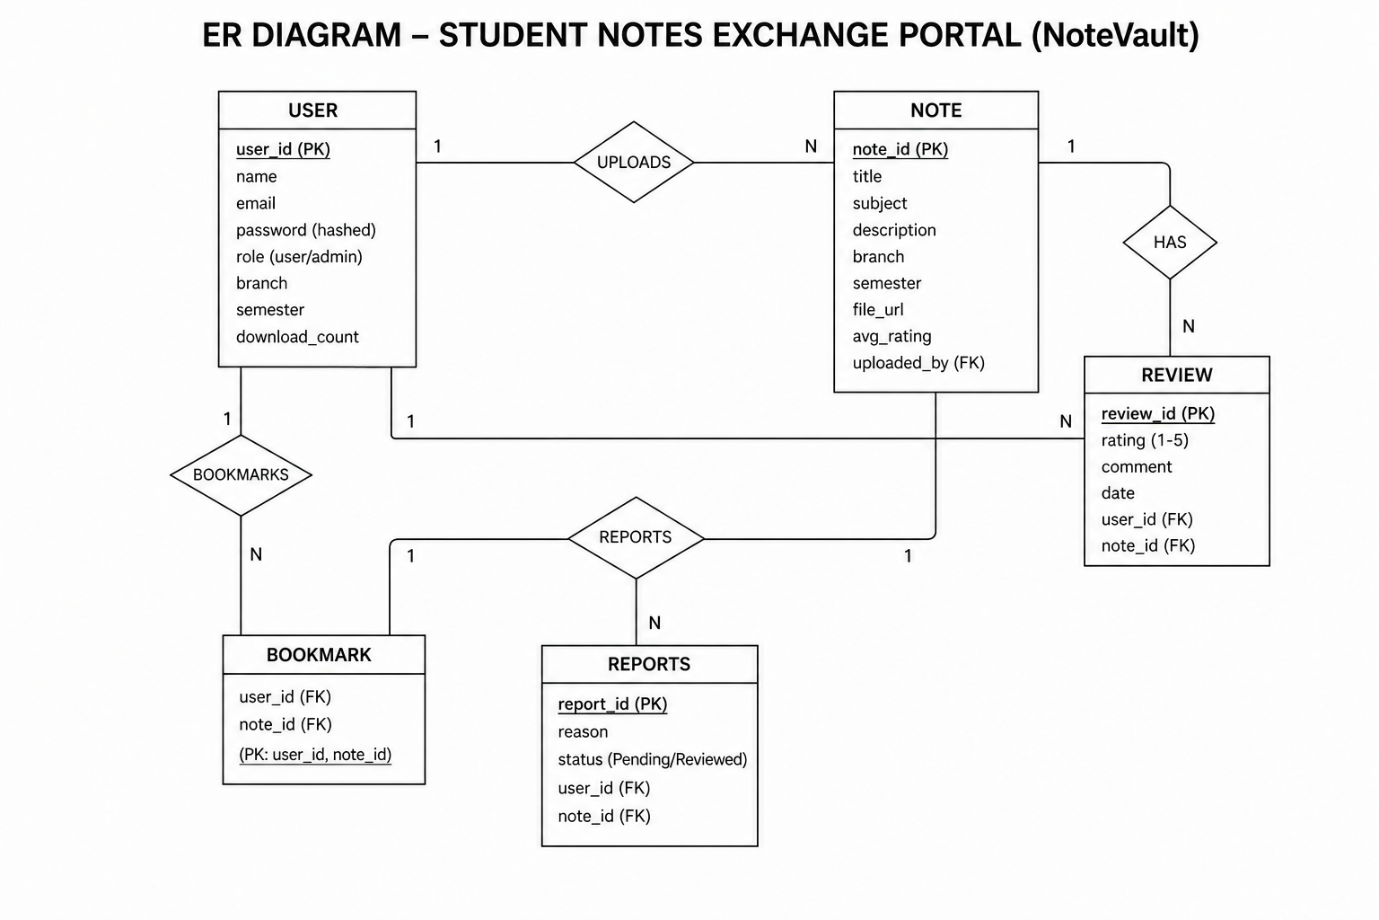 ER DIAGRAM – STUDENT NOTES EXCHANGE PORTAL (NoteVault)
USER
user_id (PK)
name
email
password (hashed)
role (user/admin)
branch
semester
download_count
1
UPLOADS
N
NOTE
note_id (PK)
title
subject
description
branch
semester
file_url
avg_rating
uploaded_by (FK)
1
HAS
N
REVIEW
review_id (PK)
rating (1-5)
comment
date
user_id (FK)
note_id (FK)
1
N
1
BOOKMARKS
N
1
REPORTS
1
N
BOOKMARK
user_id (FK)
note_id (FK)
(PK: user_id, note_id)
REPORTS
report_id (PK)
reason
status (Pending/Reviewed)
user_id (FK)
note_id (FK)